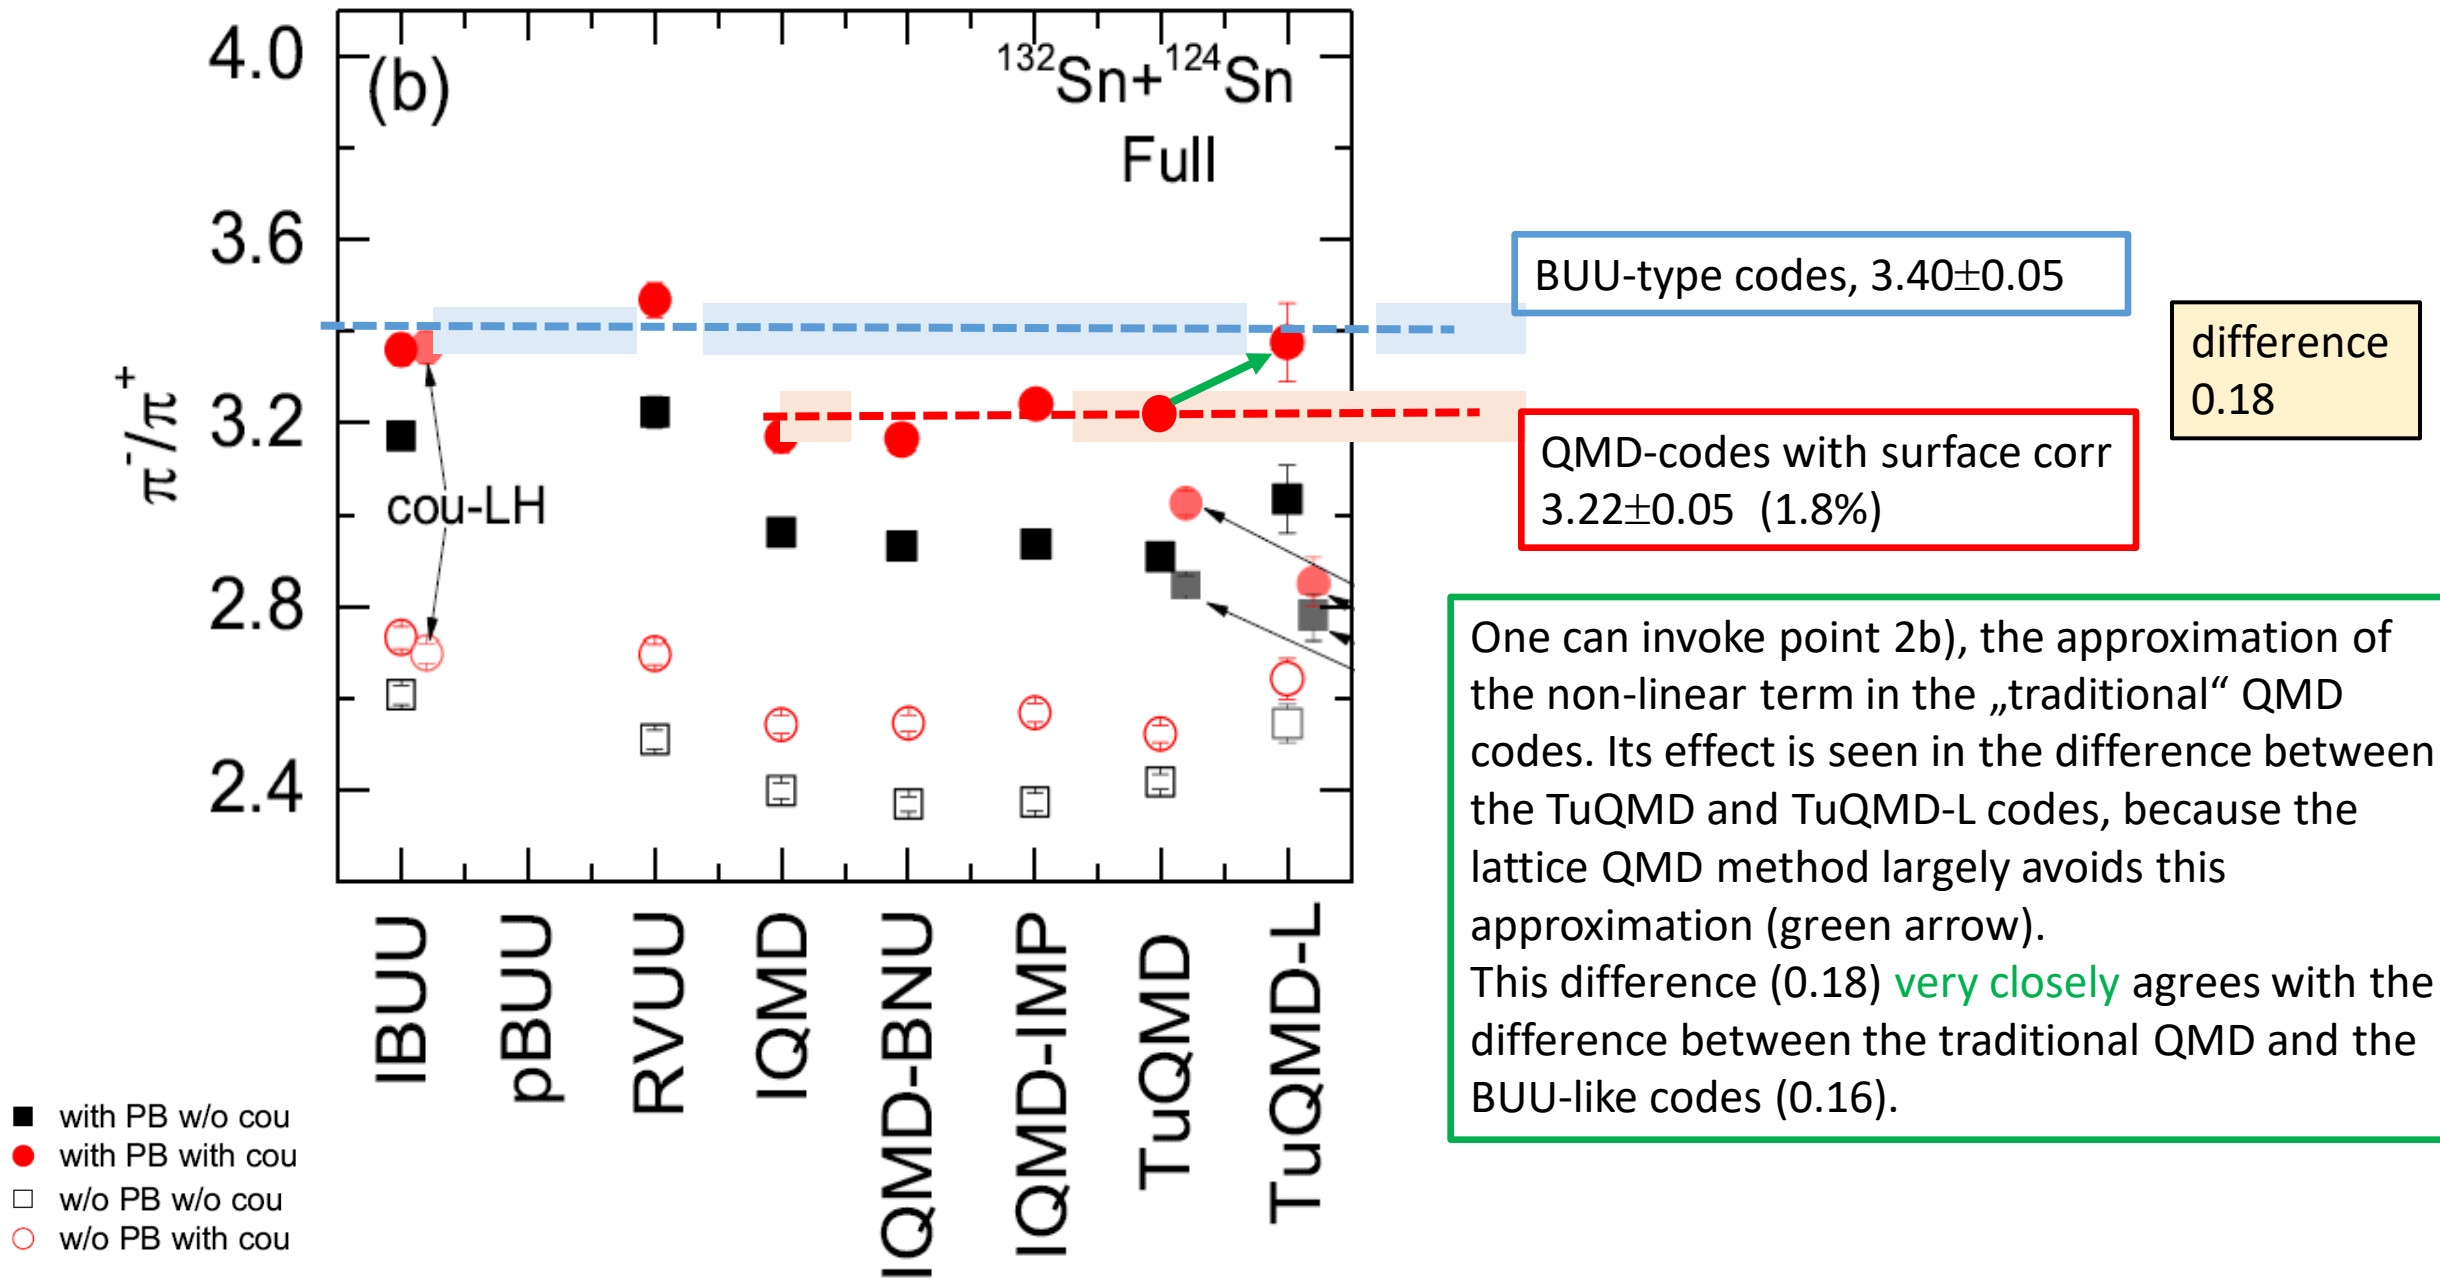 4.0
3.6
3.2
2.8
2.4
π⁻/π⁺
(b)
¹³²Sn+¹²⁴Sn
Full
cou-LH
IBUU
pBUU
RVUU
IQMD
IQMD-BNU
IQMD-IMP
TuQMD
TuQMD-L
with PB w/o cou
with PB with cou
w/o PB w/o cou
w/o PB with cou
BUU-type codes, 3.40±0.05
difference
0.18
QMD-codes with surface corr
3.22±0.05 (1.8%)
One can invoke point 2b), the approximation of
the non-linear term in the „traditional“ QMD
codes. Its effect is seen in the difference between
the TuQMD and TuQMD-L codes, because the
lattice QMD method largely avoids this
approximation (green arrow).
This difference (0.18) very closely agrees with the
difference between the traditional QMD and the
BUU-like codes (0.16).